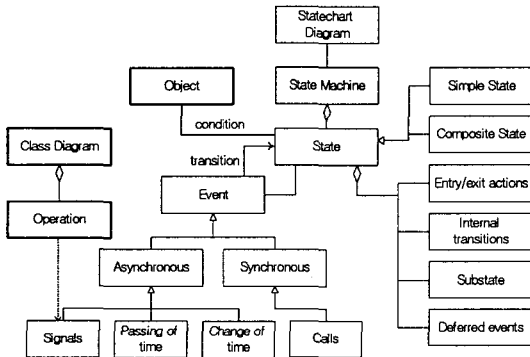 Statechart
Diagram
Object
State Machine
Simple State
condition
Class Diagram
State
Composite State
transition
Entry/exit actions
Event
Operation
Internal
transitions
Asynchronous
Synchronous
Substate
Signals
Passing of
time
Change of
time
Calls
Deferred events